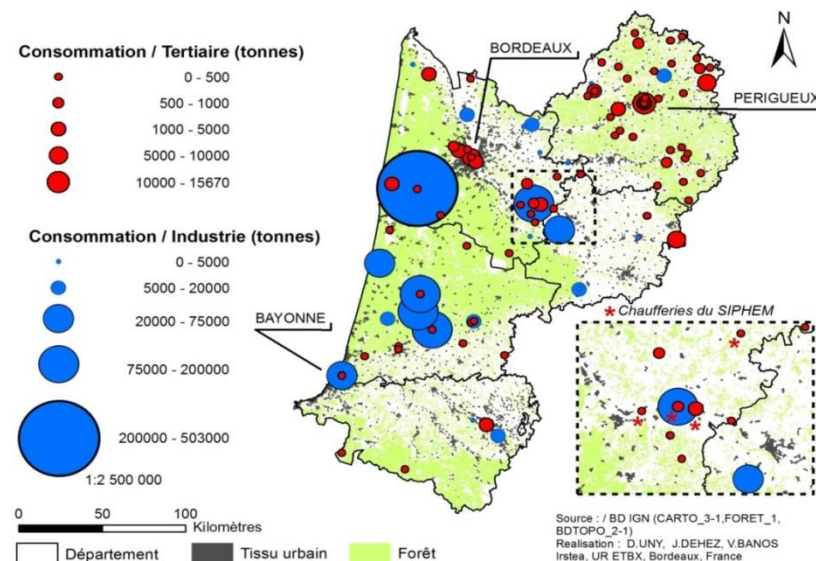 Consommation / Tertiaire (tonnes)
0 - 500
500 - 1000
1000 - 5000
5000 - 10000
10000 - 15670
Consommation / Industrie (tonnes)
0 - 5000
5000 - 20000
20000 - 75000
75000 - 200000
200000 - 503000
1:2 500 000
0 50 100
Kilomètres
Département Tissu urbain Forêt
BORDEAUX
N
PERIGUEUX
BAYONNE
* Chaufferies du SIPHEM
Source : / BD IGN (CARTO_3-1,FORET_1,
BDTOPO_2-1)
Realisation : D.UNY, J.DEHEZ, V.BANOS
Irstea, UR ETBX, Bordeaux, France